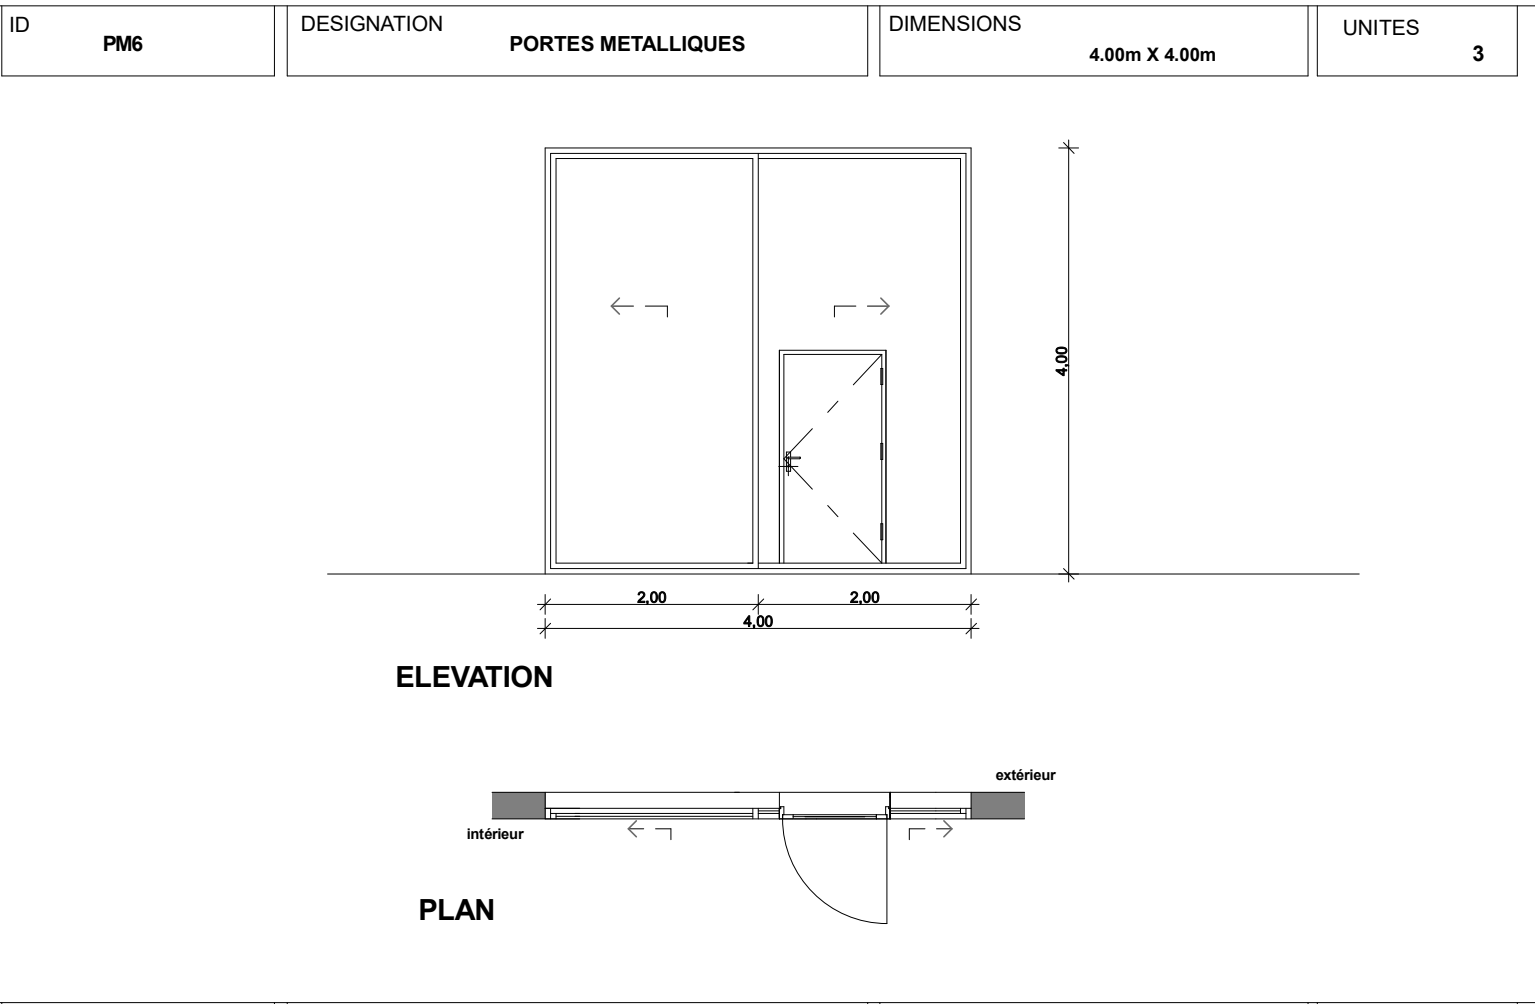 ID
PM6
DESIGNATION
PORTES METALLIQUES
DIMENSIONS
4.00m X 4.00m
UNITES
3
4,00
2,00
2,00
4,00
ELEVATION
extérieur
intérieur
PLAN